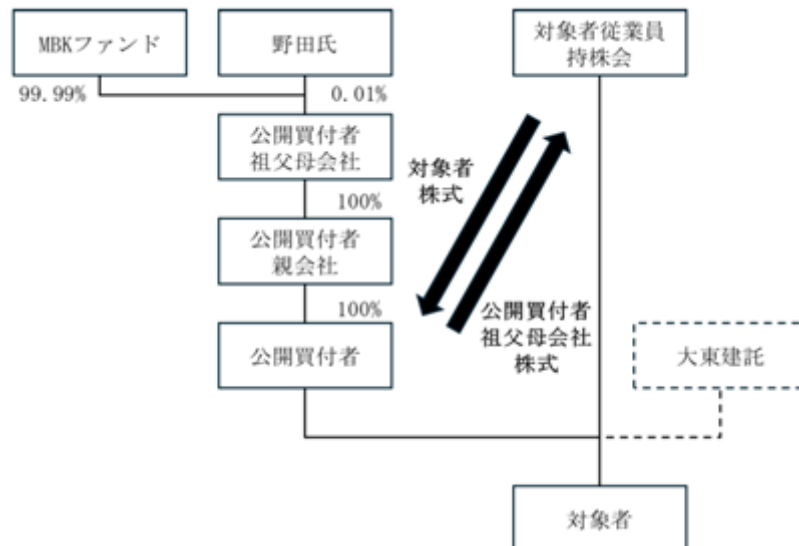 MBKファンド
野田氏
対象者従業員
持株会
99.99%
0.01%
公開買付者
祖父母会社
対象者
株式
100%
公開買付者
親会社
100%
公開買付者
祖父母会社
株式
公開買付者
大東建託
対象者